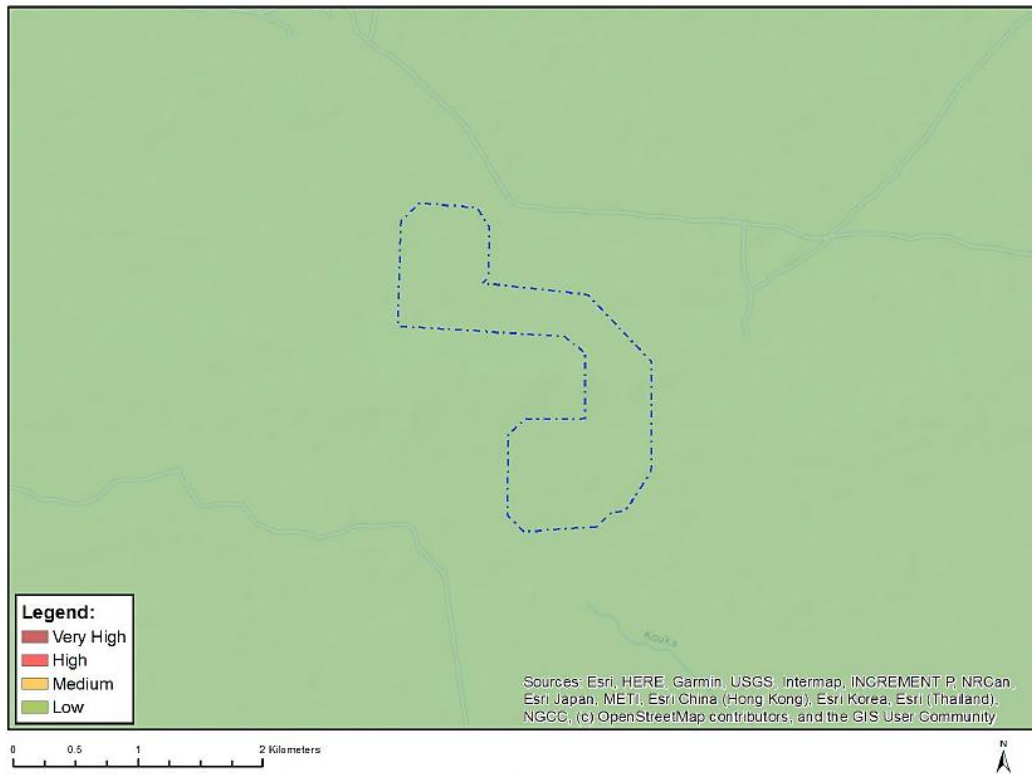 Kouka
Legend:
Very High
High
Medium
Low
Sources: Esri, HERE, Garmin, USGS, Intermap, INCREMENT P, NRCan,
Esri Japan, METI, Esri China (Hong Kong), Esri Korea, Esri (Thailand),
NGCC, (c) OpenStreetMap contributors, and the GIS User Community
0 0.5 1 2 Kilometers
N